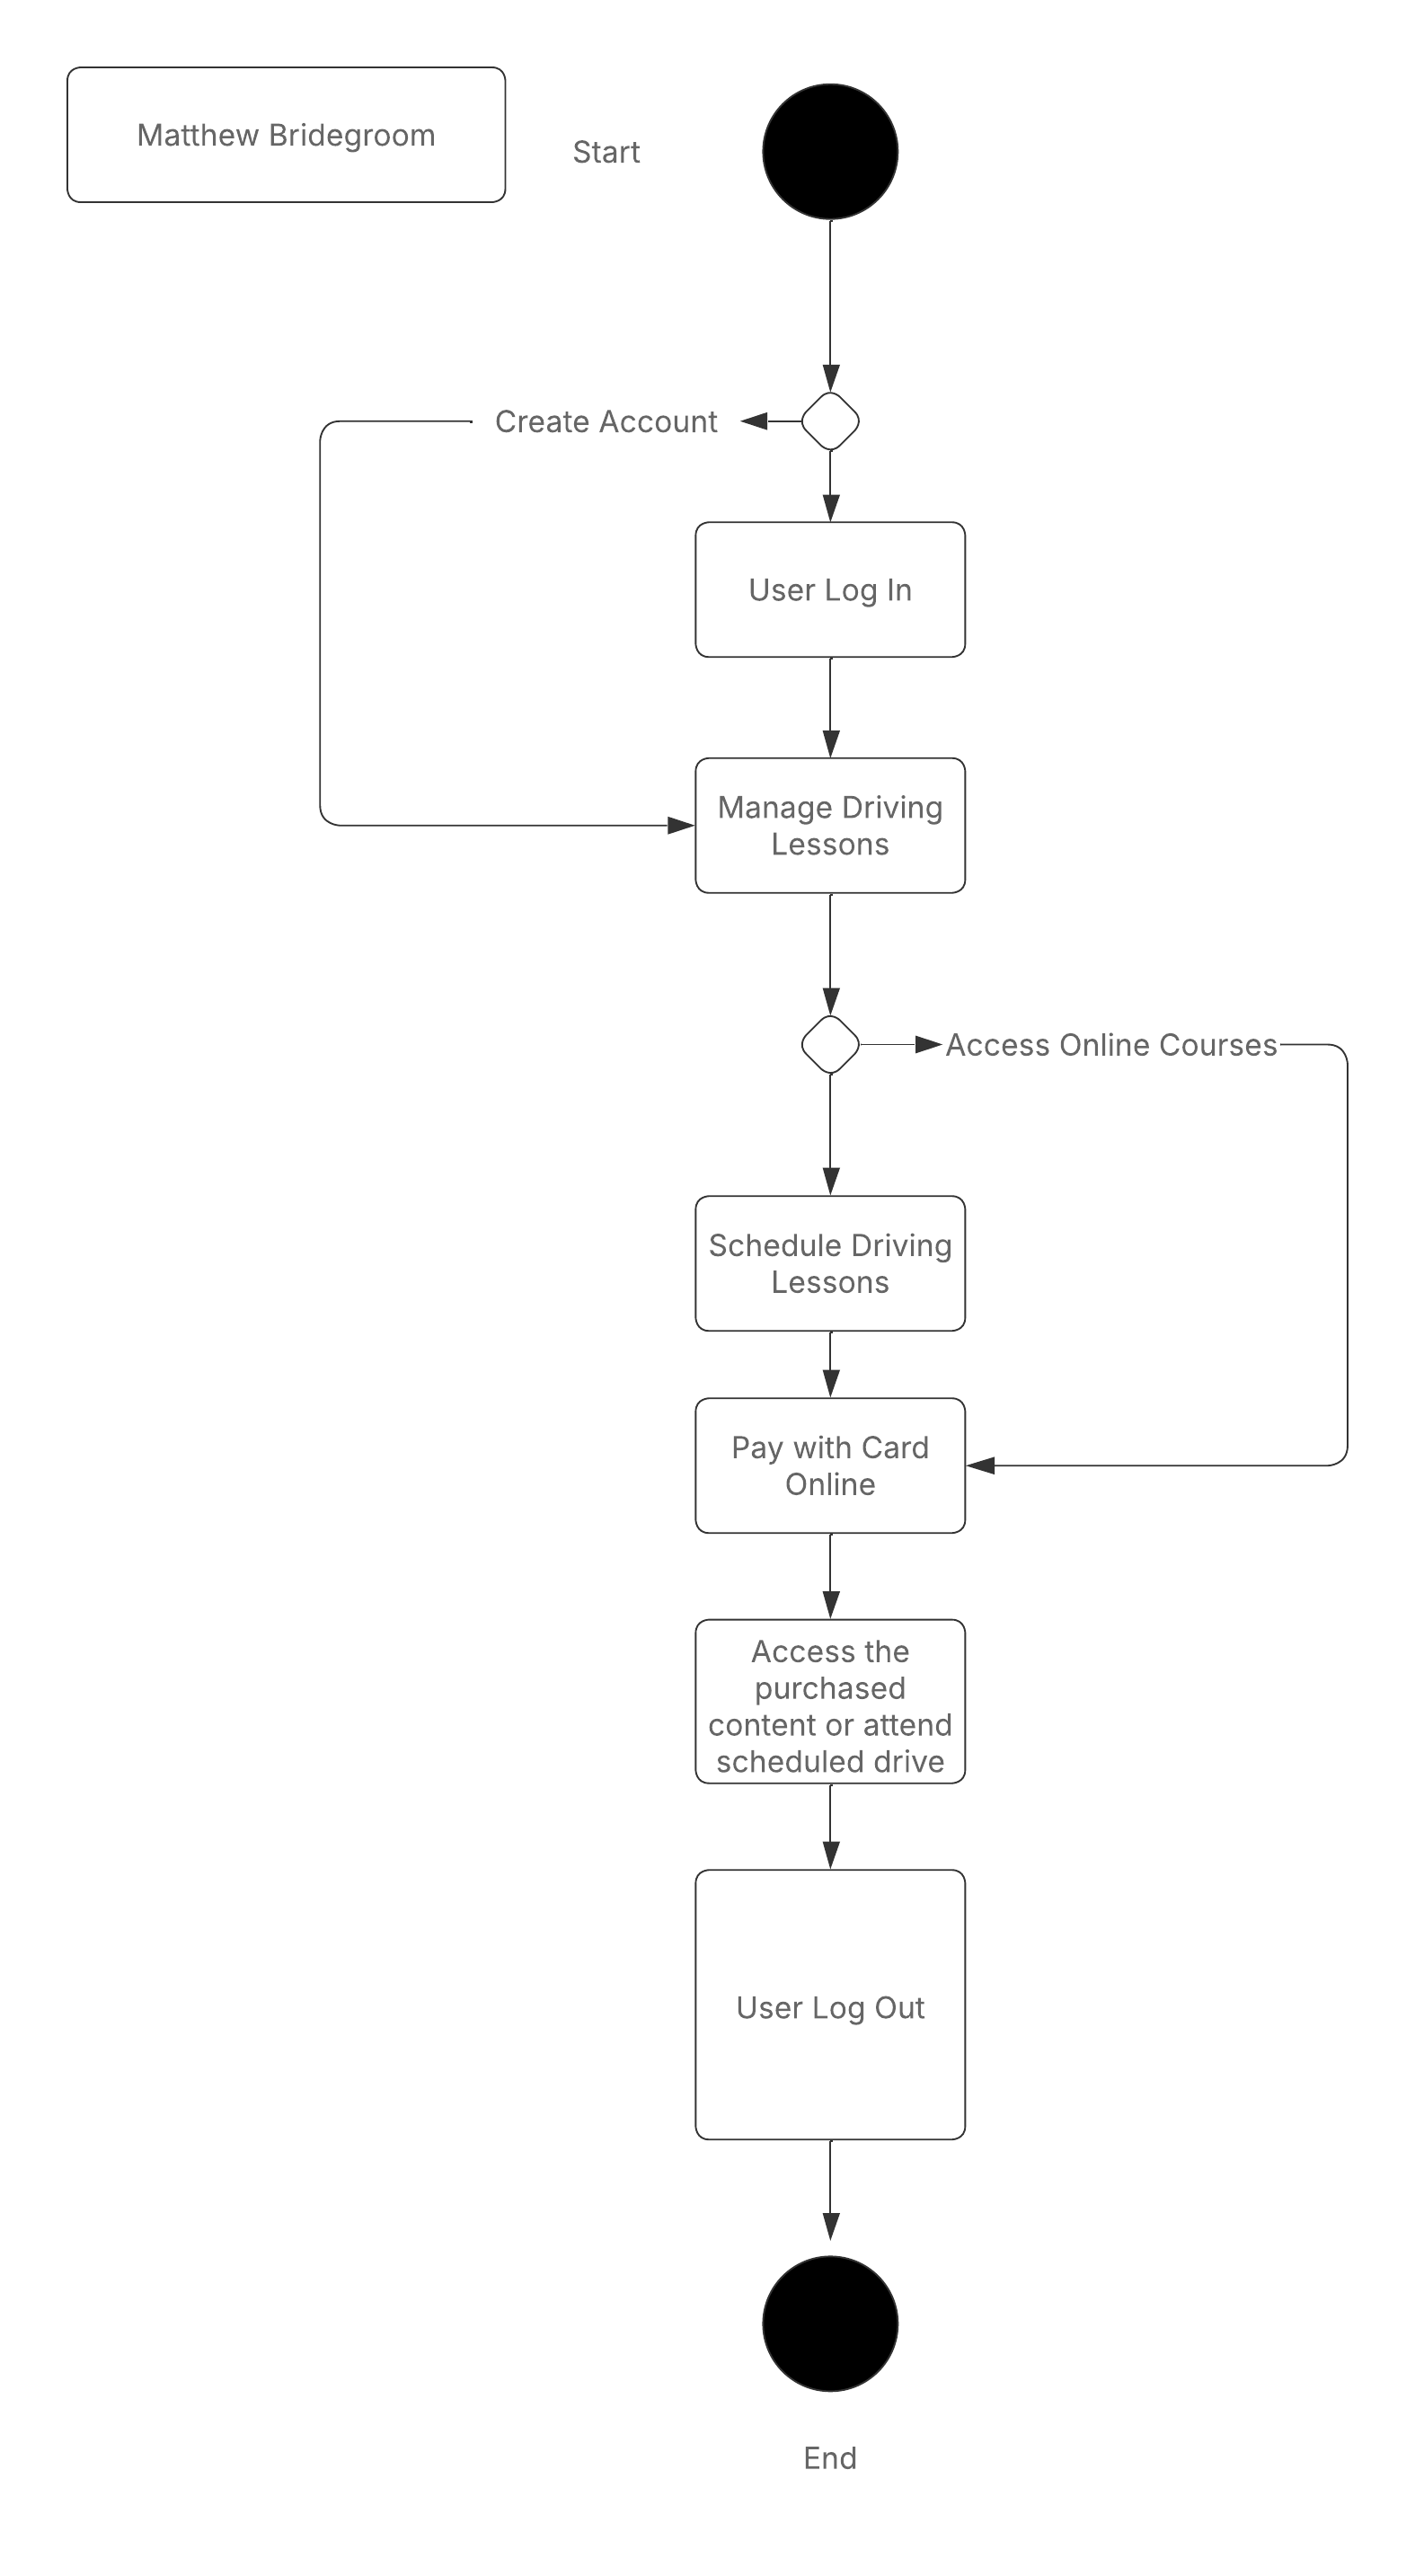 Matthew Bridegroom
Start
Create Account
User Log In
Manage Driving
Lessons
Access Online Courses
Schedule Driving
Lessons
Pay with Card
Online
Access the
purchased
content or attend
scheduled drive
User Log Out
End